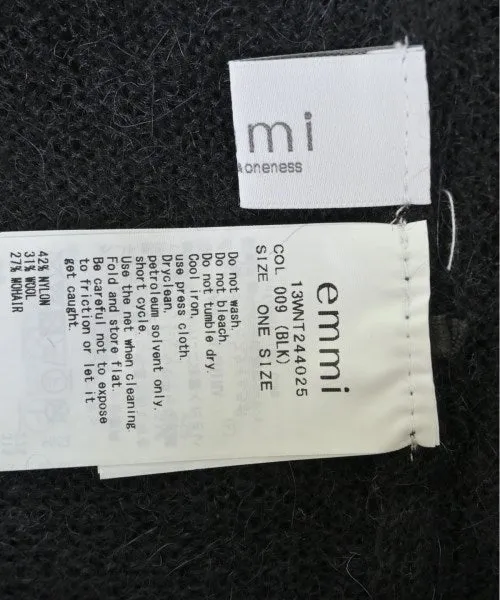 mi
&oneness
emmi
13WNT244025
COL 009 (BLK)
SIZE ONE SIZE
Do not wash.
Do not bleach.
Do not tumble dry.
Cool iron.
use press cloth.
Dryclean
petroleum solvent only.
short cycle.
Use the net when cleaning
Fold and store flat.
Be careful not to expose
to friction or let it
get caught.
42% NYLON
31% WOOL
27% MOHAIR